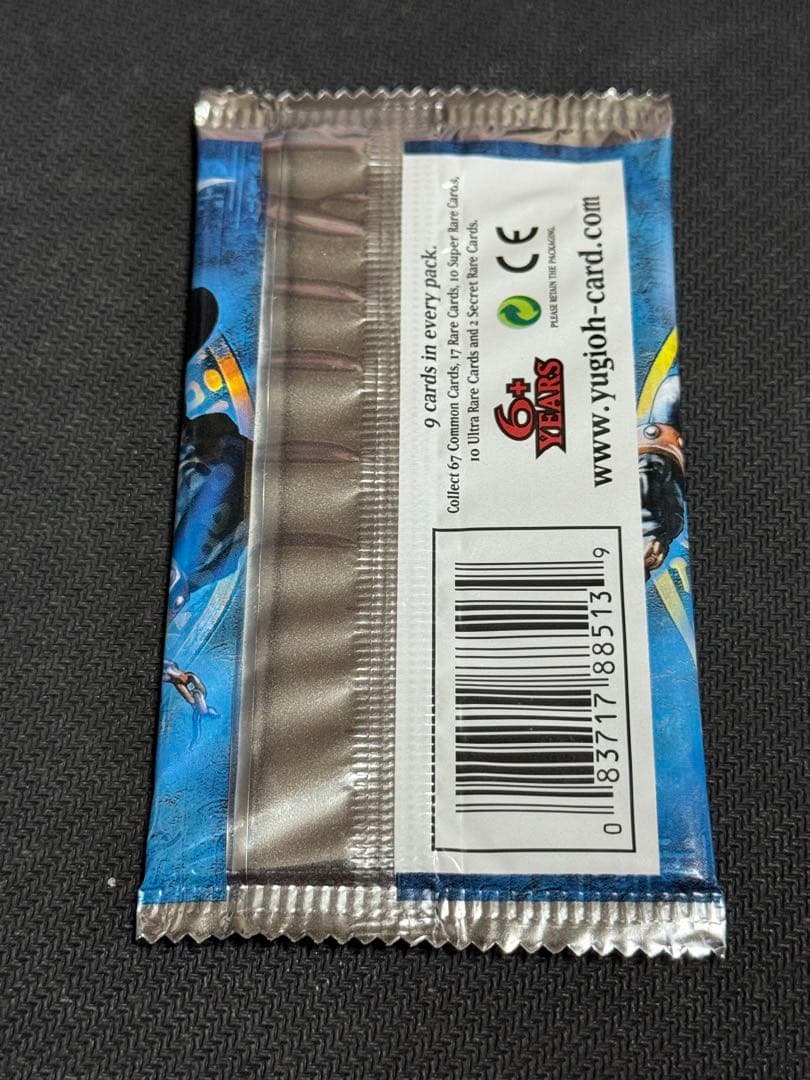 9 cards in every pack.
Collect 67 Common Cards, 17 Rare Cards, 10 Super Rare Cards,
10 Ultra Rare Cards and 2 Secret Rare Cards.
6+
YEARS
CE
PLEASE RETAIN THE PACKAGING.
www.yugioh-card.com
0 83717 88513 9